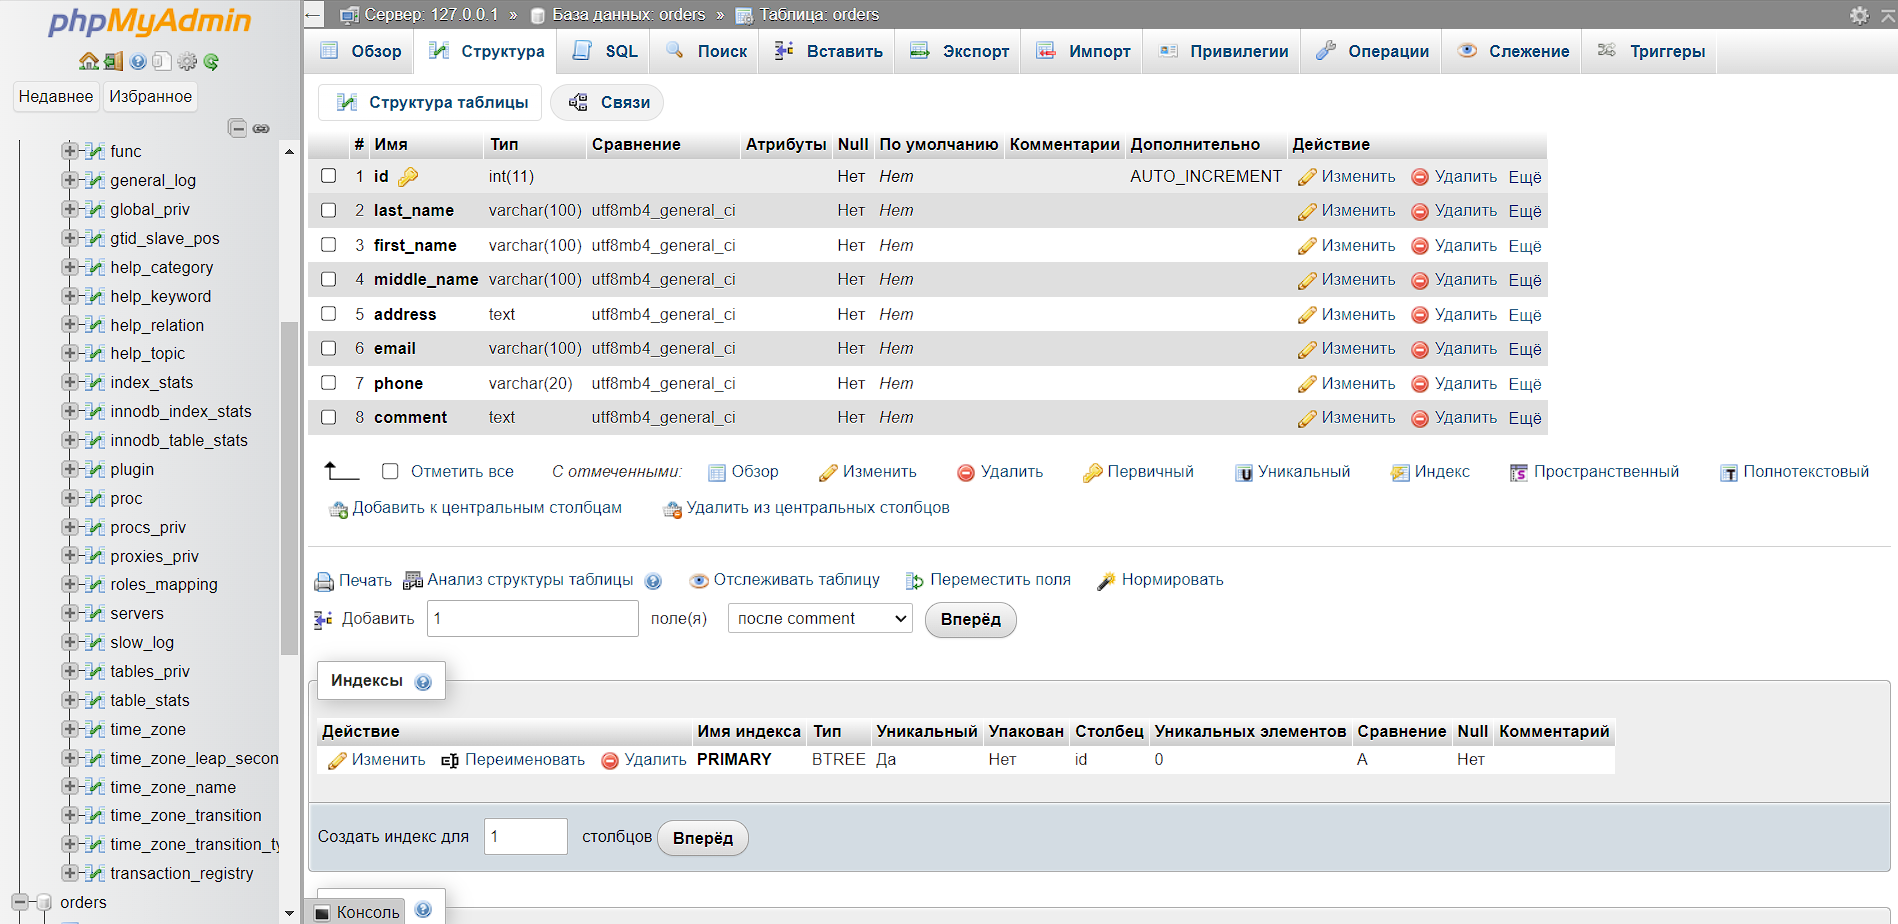 phpMyAdmin
Недавнее Избранное
func
general_log
global_priv
gtid_slave_pos
help_category
help_keyword
help_relation
help_topic
index_stats
innodb_index_stats
innodb_table_stats
plugin
proc
procs_priv
proxies_priv
roles_mapping
servers
slow_log
tables_priv
table_stats
time_zone
time_zone_leap_secon
time_zone_name
time_zone_transition
time_zone_transition_ty
transaction_registry
orders
← Сервер: 127.0.0.1 » База данных: orders » Таблица: orders
Обзор Структура SQL Поиск Вставить Экспорт Импорт Привилегии Операции Слежение Триггеры
Структура таблицы Связи
# Имя Тип Сравнение Атрибуты Null По умолчанию Комментарии Дополнительно Действие
1 id int(11) Нет Нет AUTO_INCREMENT Изменить Удалить Ещё
2 last_name varchar(100) utf8mb4_general_ci Нет Нет Изменить Удалить Ещё
3 first_name varchar(100) utf8mb4_general_ci Нет Нет Изменить Удалить Ещё
4 middle_name varchar(100) utf8mb4_general_ci Нет Нет Изменить Удалить Ещё
5 address text utf8mb4_general_ci Нет Нет Изменить Удалить Ещё
6 email varchar(100) utf8mb4_general_ci Нет Нет Изменить Удалить Ещё
7 phone varchar(20) utf8mb4_general_ci Нет Нет Изменить Удалить Ещё
8 comment text utf8mb4_general_ci Нет Нет Изменить Удалить Ещё
Отметить все С отмеченными: Обзор Изменить Удалить Первичный Уникальный Индекс Пространственный Полнотекстовый
Добавить к центральным столбцам Удалить из центральных столбцов
Печать Анализ структуры таблицы Отслеживать таблицу Переместить поля Нормировать
Добавить 1 поле(я) после comment Вперёд
Индексы
Действие Имя индекса Тип Уникальный Упакован Столбец Уникальных элементов Сравнение Null Комментарий
Изменить Переименовать Удалить PRIMARY BTREE Да Нет id 0 A Нет
Создать индекс для 1 столбцов Вперёд
Консоль